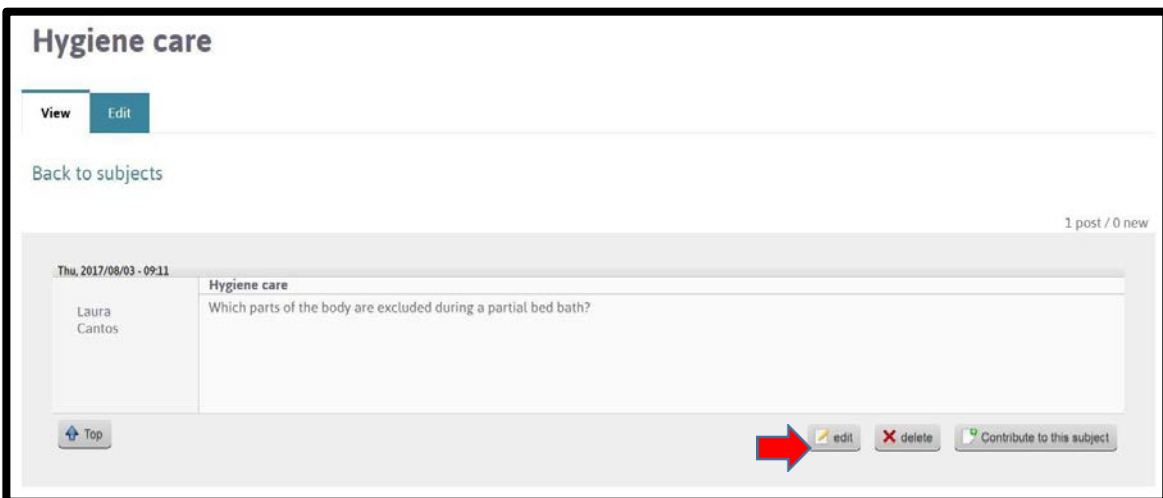 Hygiene care
View Edit
Back to subjects
1 post / 0 new
Thu, 2017/08/03 - 09:11
Hygiene care
Laura
Cantos
Which parts of the body are excluded during a partial bed bath?
Top edit delete Contribute to this subject